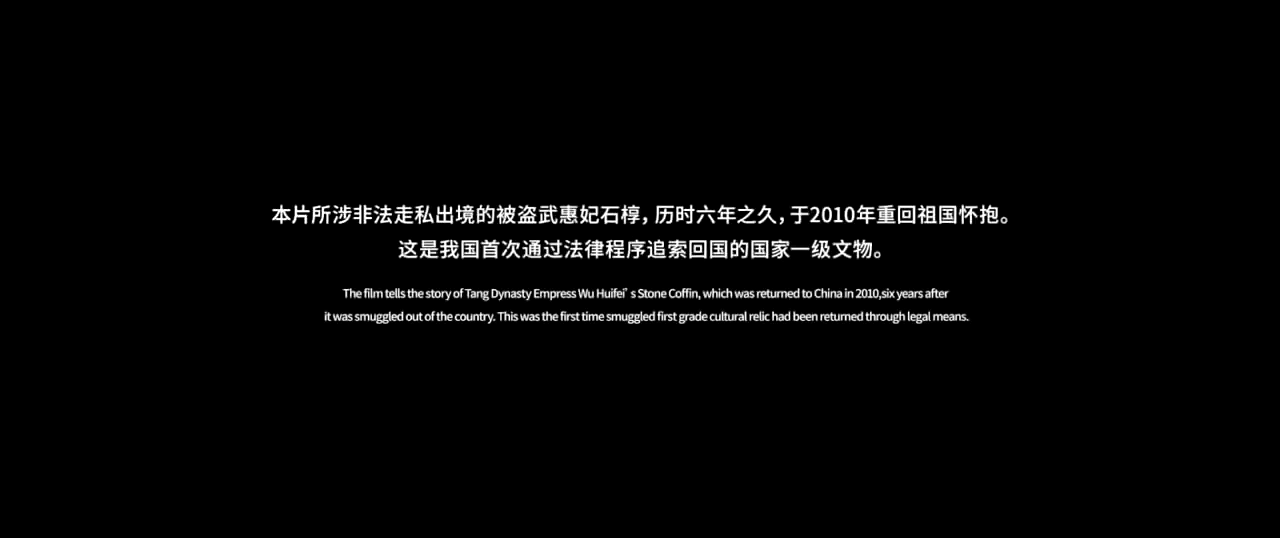 本片所涉非法走私出境的被盗武惠妃石椁，历时六年之久，于2010年重回祖国怀抱。
这是我国首次通过法律程序追索回国的国家一级文物。
The film tells the story of Tang Dynasty Empress Wu Huifei’ s Stone Coffin, which was returned to China in 2010,six years after
it was smuggled out of the country. This was the first time smuggled first grade cultural relic had been returned through legal means.